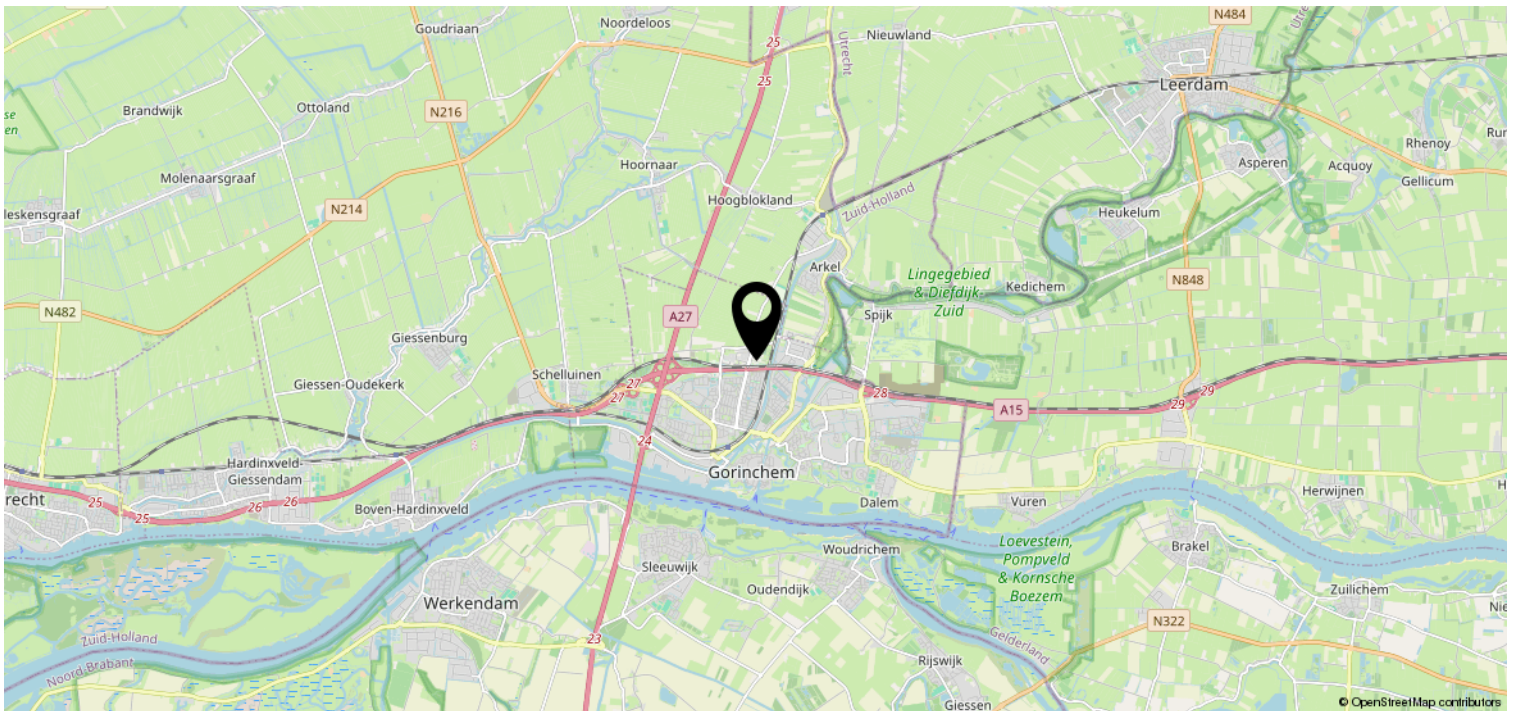 Noordeloos
N484
Goudriaan
Utrecht
Nieuwland
25
25
Leerdam
Brandwijk
Ottoland
N216
Rhenoy
Hoornaar
Asperen
Acquoy
Molenaarsgraaf
Gellicum
Hoogblokland
Zuid-Holland
N214
Heukelum
leskensgraaf
Arkel
Lingegebied
& Diefdijk-
Zuid
Kedichem
N848
N482
A27
Spijk
Giessenburg
Schelluinen
Giessen-Oudekerk
27
27
28
29
29
A15
24
Hardinxveld-
Giessendam
Gorinchem
recht
25
25
26
26
Boven-Hardinxveld
Dalem
Vuren
Herwijnen
Loevestein,
Pompveld
& Kornsche
Boezem
Woudrichem
Brakel
Sleeuwijk
Oudendijk
Zuilichem
Werkendam
N322
Zuid-Holland
Noord-Brabant
23
Gelderland
Rijswijk
Giessen
© OpenStreetMap contributors